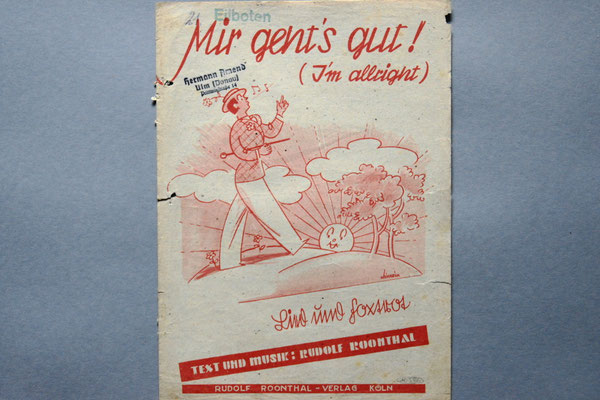 Eilboten
Mir geht's gut!
(I'm allright)
Hermann Amend
Ulm (Donau)
Lied und Foxtrot
TEXT UND MUSIK: RUDOLF ROONTHAL
RUDOLF ROONTHAL - VERLAG KÖLN